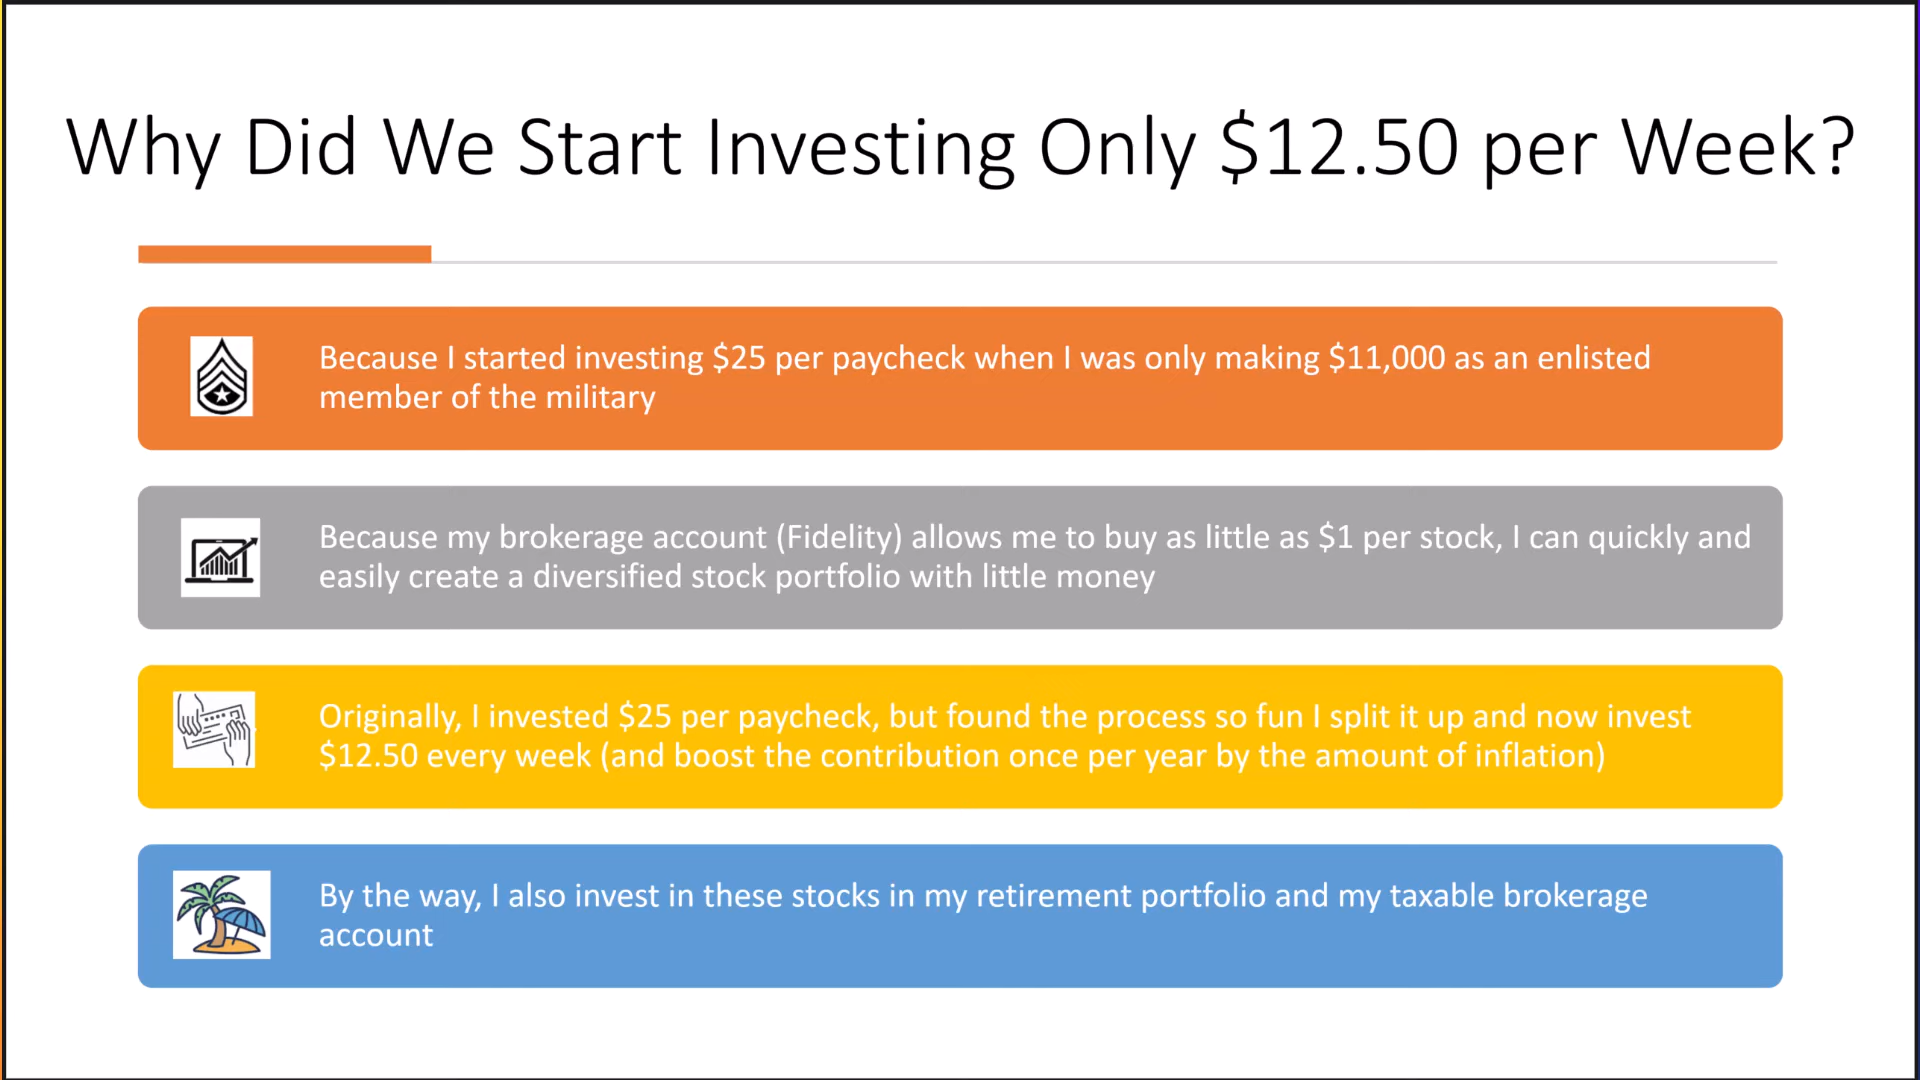 Why Did We Start Investing Only $12.50 per Week?
Because I started investing $25 per paycheck when I was only making $11,000 as an enlisted
member of the military
Because my brokerage account (Fidelity) allows me to buy as little as $1 per stock, I can quickly and
easily create a diversified stock portfolio with little money
Originally, I invested $25 per paycheck, but found the process so fun I split it up and now invest
$12.50 every week (and boost the contribution once per year by the amount of inflation)
By the way, I also invest in these stocks in my retirement portfolio and my taxable brokerage
account